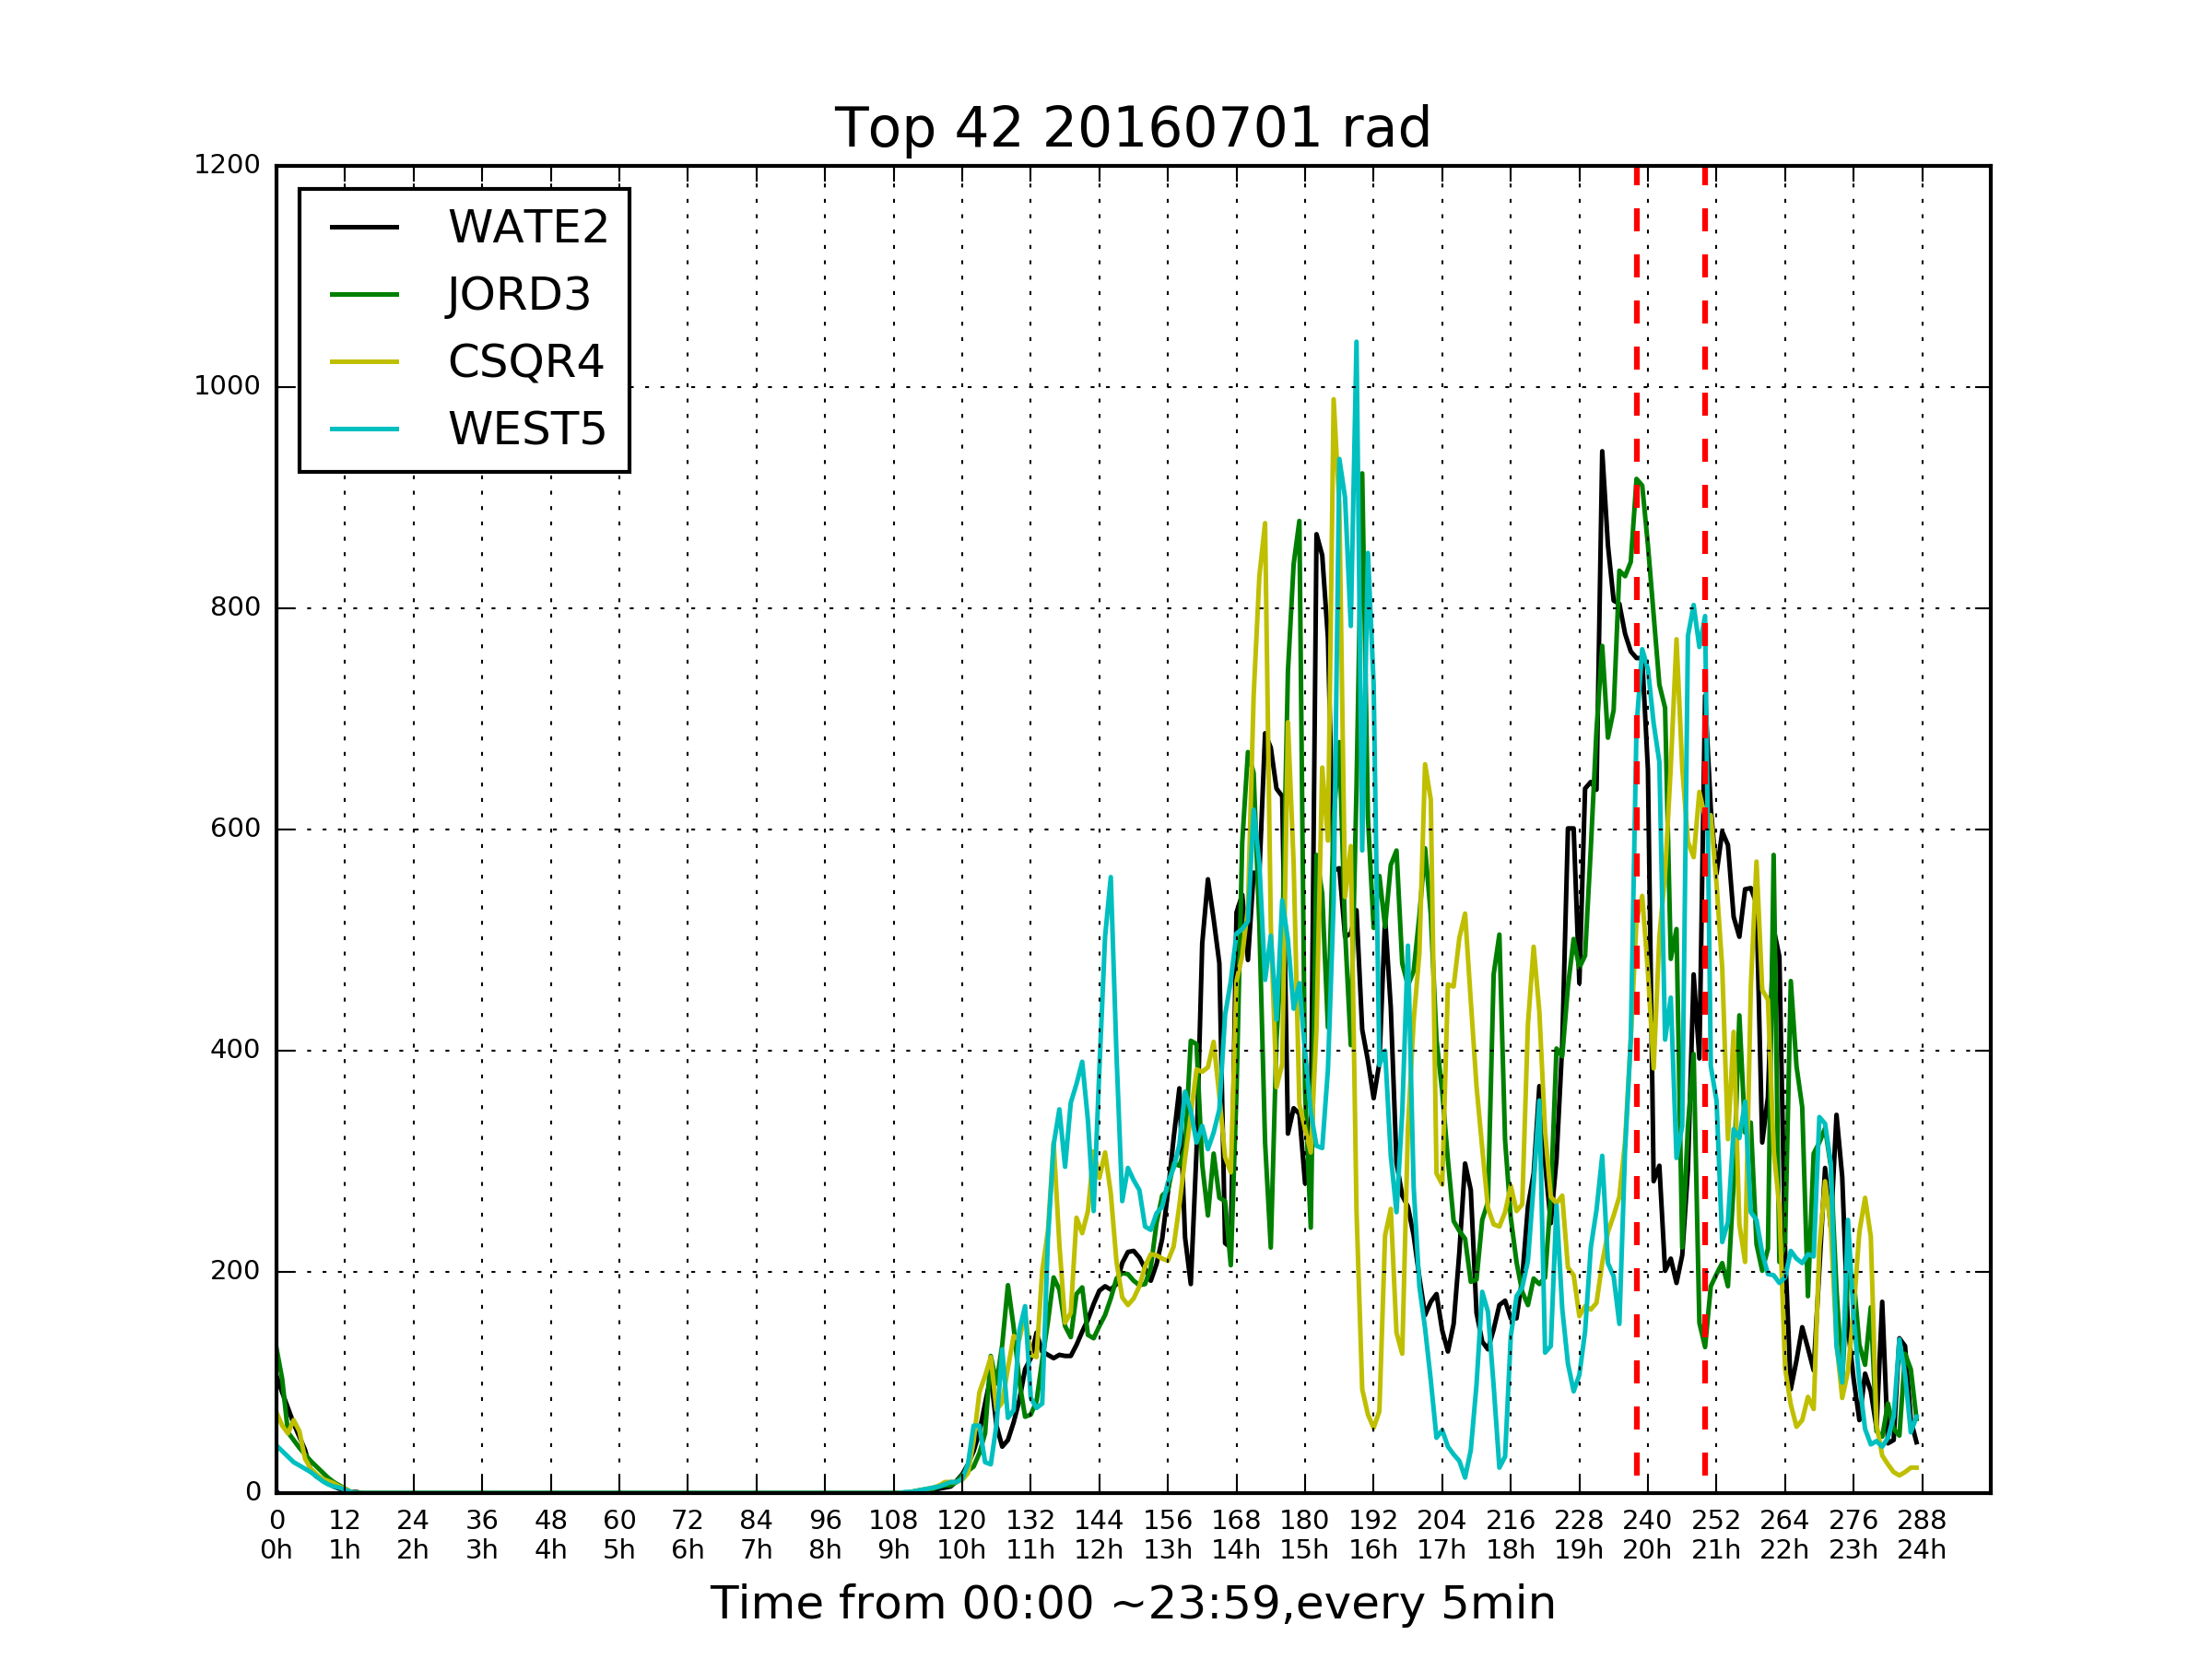 Top 42 20160701 rad
1200
1000
800
600
400
200
0
WATE2
JORD3
CSQR4
WEST5
0 12 24 36 48 60 72 84 96 108 120 132 144 156 168 180 192 204 216 228 240 252 264 276 288
0h 1h 2h 3h 4h 5h 6h 7h 8h 9h 10h 11h 12h 13h 14h 15h 16h 17h 18h 19h 20h 21h 22h 23h 24h
Time from 00:00 ~23:59,every 5min